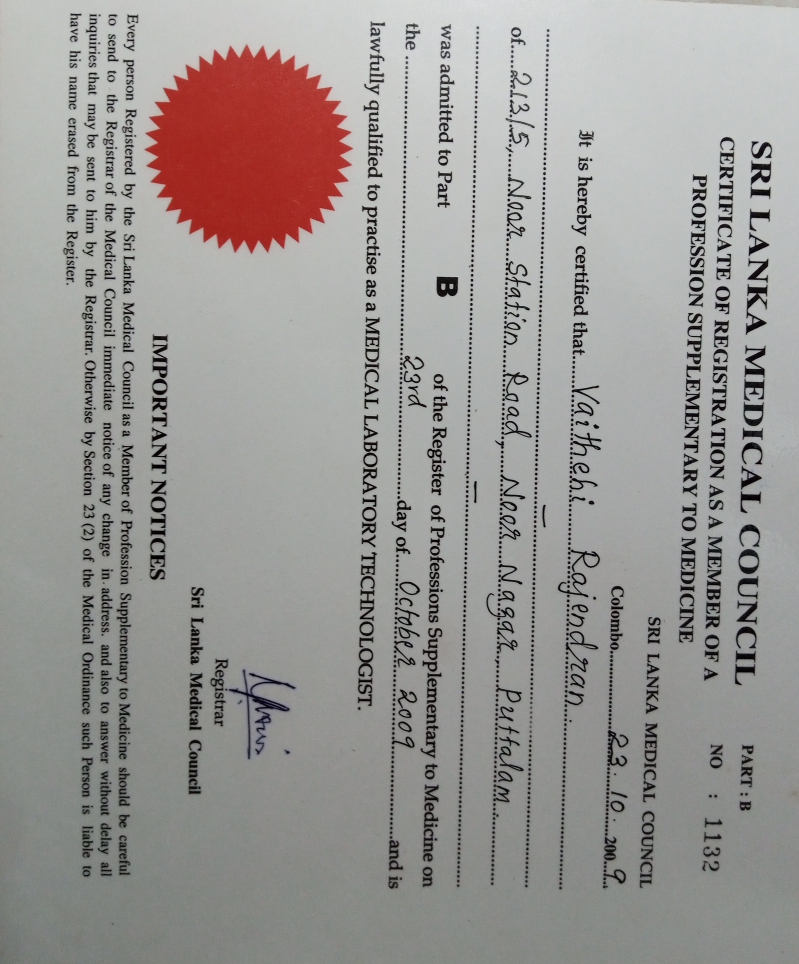 SRI LANKA MEDICAL COUNCIL
CERTIFICATE OF REGISTRATION AS A MEMBER OF A
PROFESSION SUPPLEMENTARY TO MEDICINE
PART : B
NO : 1132
SRI LANKA MEDICAL COUNCIL
Colombo..........23.10.2009
It is hereby certified that....Vaithehi Rajendran.
of....213/5, Noor Station Road, Noor Nagar, Puttalam.
was admitted to Part B of the Register of Professions Supplementary to Medicine on
the ..........23rd..........day of....October 2009..........and is
lawfully qualified to practise as a MEDICAL LABORATORY TECHNOLOGIST.
Registrar
Sri Lanka Medical Council
IMPORTANT NOTICES
Every person Registered by the Sri Lanka Medical Council as a Member of Profession Supplementary to Medicine should be careful
to send to the Registrar of the Medical Council immediate notice of any change in address. and also to answer without delay all
inquiries that may be sent to him by the Registrar. Otherwise by Section 23 (2) of the Medical Ordinance such Person is liable to
have his name erased from the Register.